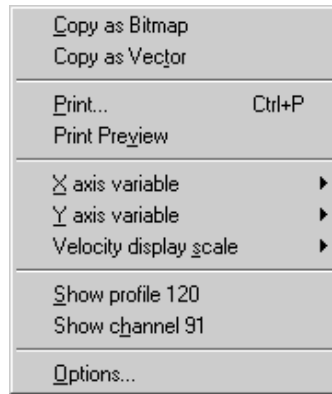 Copy as Bitmap
Copy as Vector
Print... Ctrl+P
Print Preview
X axis variable
Y axis variable
Velocity display scale
Show profile 120
Show channel 91
Options...